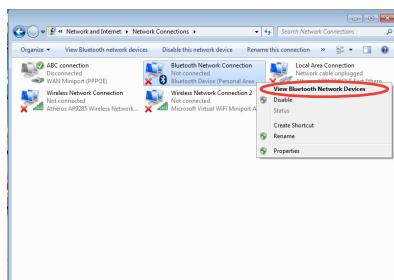 « Network and Internet ▸ Network Connections ▸
Search Network Connections
Organize ▾ View Bluetooth network devices Disable this network device Rename this connection »
ABC connection
Disconnected
WAN Miniport (PPPOE)
Bluetooth Network Connection
Not connected
Bluetooth Device (Personal Area ...
Local Area Connection
Network cable unplugged
Wireless Network Connection
Not connected
Atheros AR9285 Wireless Network...
Wireless Network Connection 2
Not connected
Microsoft Virtual WiFi Miniport A
View Bluetooth Network Devices
Disable
Status
Create Shortcut
Rename
Properties